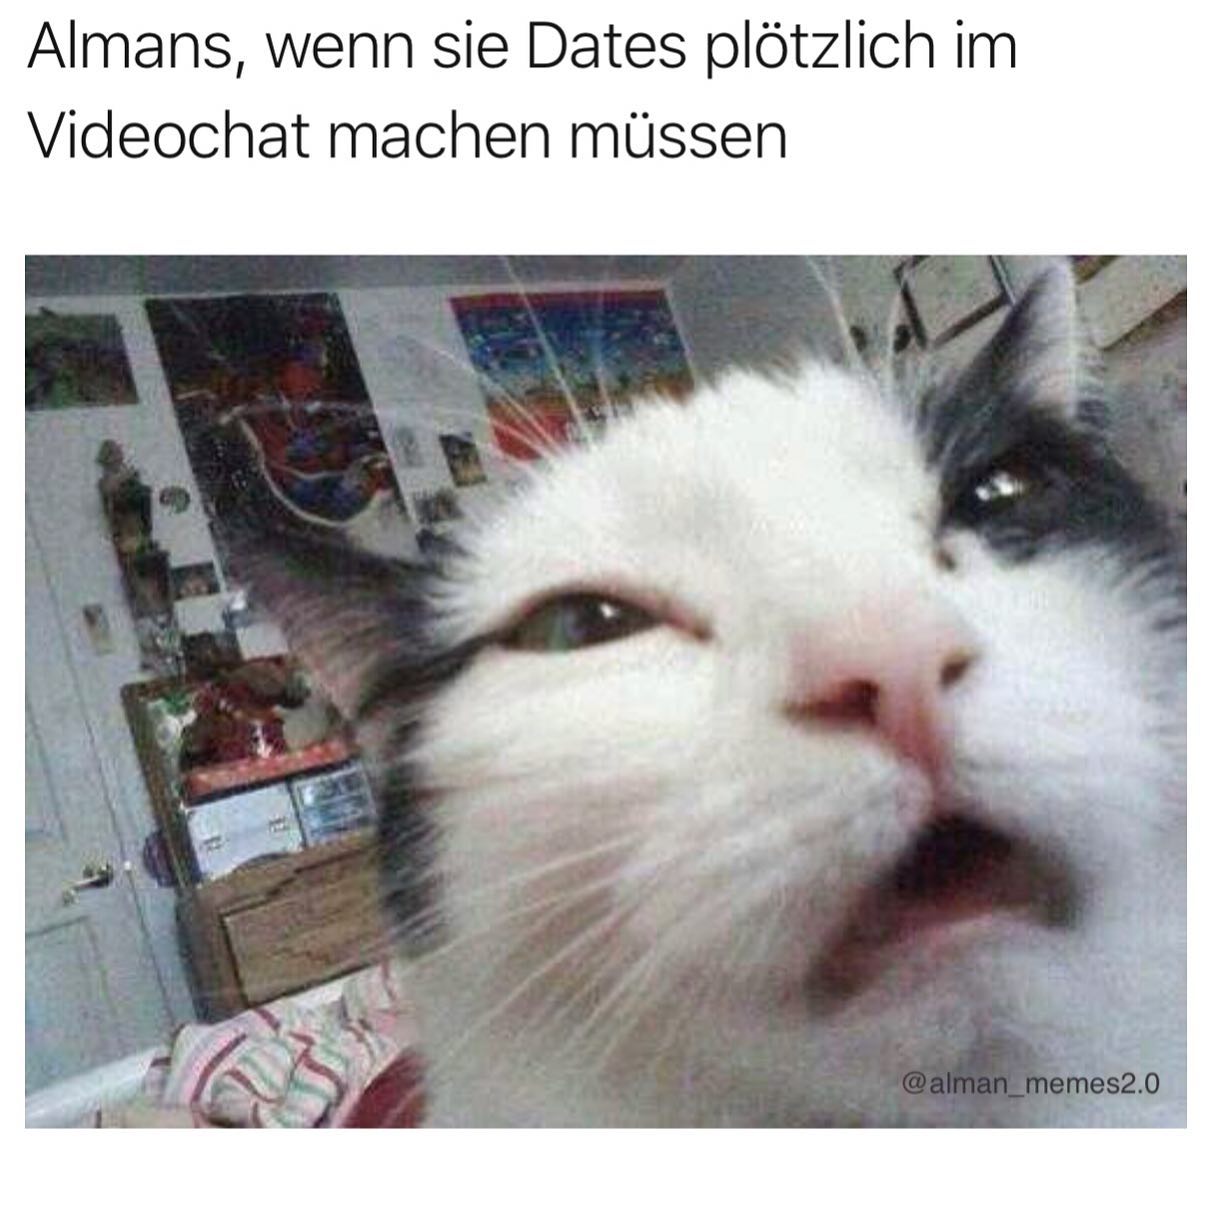 Almans, wenn sie Dates plötzlich im
Videochat machen müssen
@alman_memes2.0